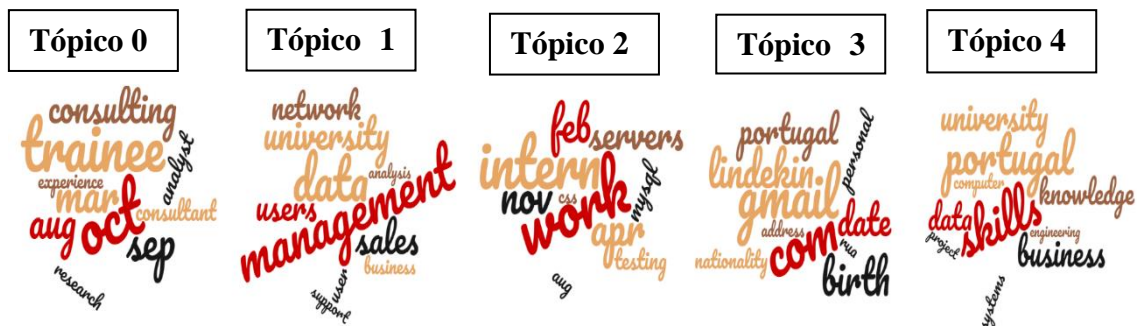 Tópico 0
consulting
trainee
analyst
experience
mar
consultant
aug
oct
sep
research
Tópico 1
network
university
data
analysis
users
management
sales
business
user
support
Tópico 2
feb
servers
intern
nov
css
mysql
work
apr
testing
aug
Tópico 3
portugal
personal
lindekin
gmail
address
date
nationality
com
rua
birth
Tópico 4
university
portugal
computer
knowledge
data
skills
project
engineering
business
systems